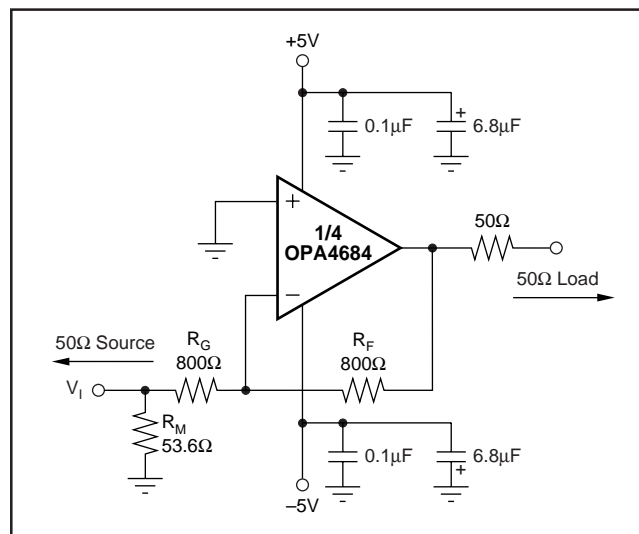 +5V
0.1µF
+
6.8µF
+
1/4
OPA4684
−
50Ω
50Ω Load
50Ω Source
R_G
800Ω
R_F
800Ω
V_I
R_M
53.6Ω
0.1µF
6.8µF
+
–5V